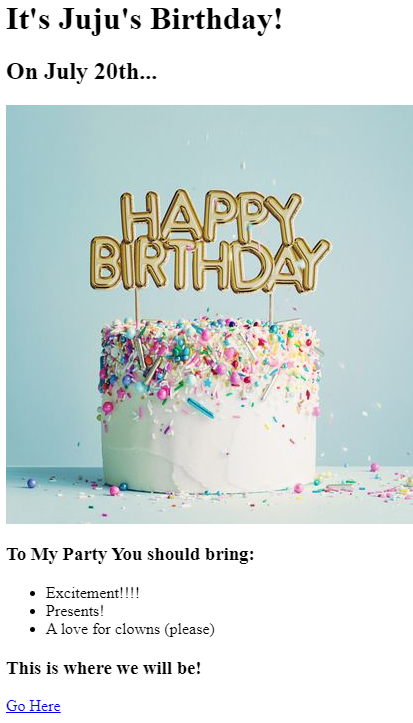 It's Juju's Birthday!
On July 20th...
HAPPY
BIRTHDAY
To My Party You should bring:
Excitement!!!!
Presents!
A love for clowns (please)
This is where we will be!
Go Here